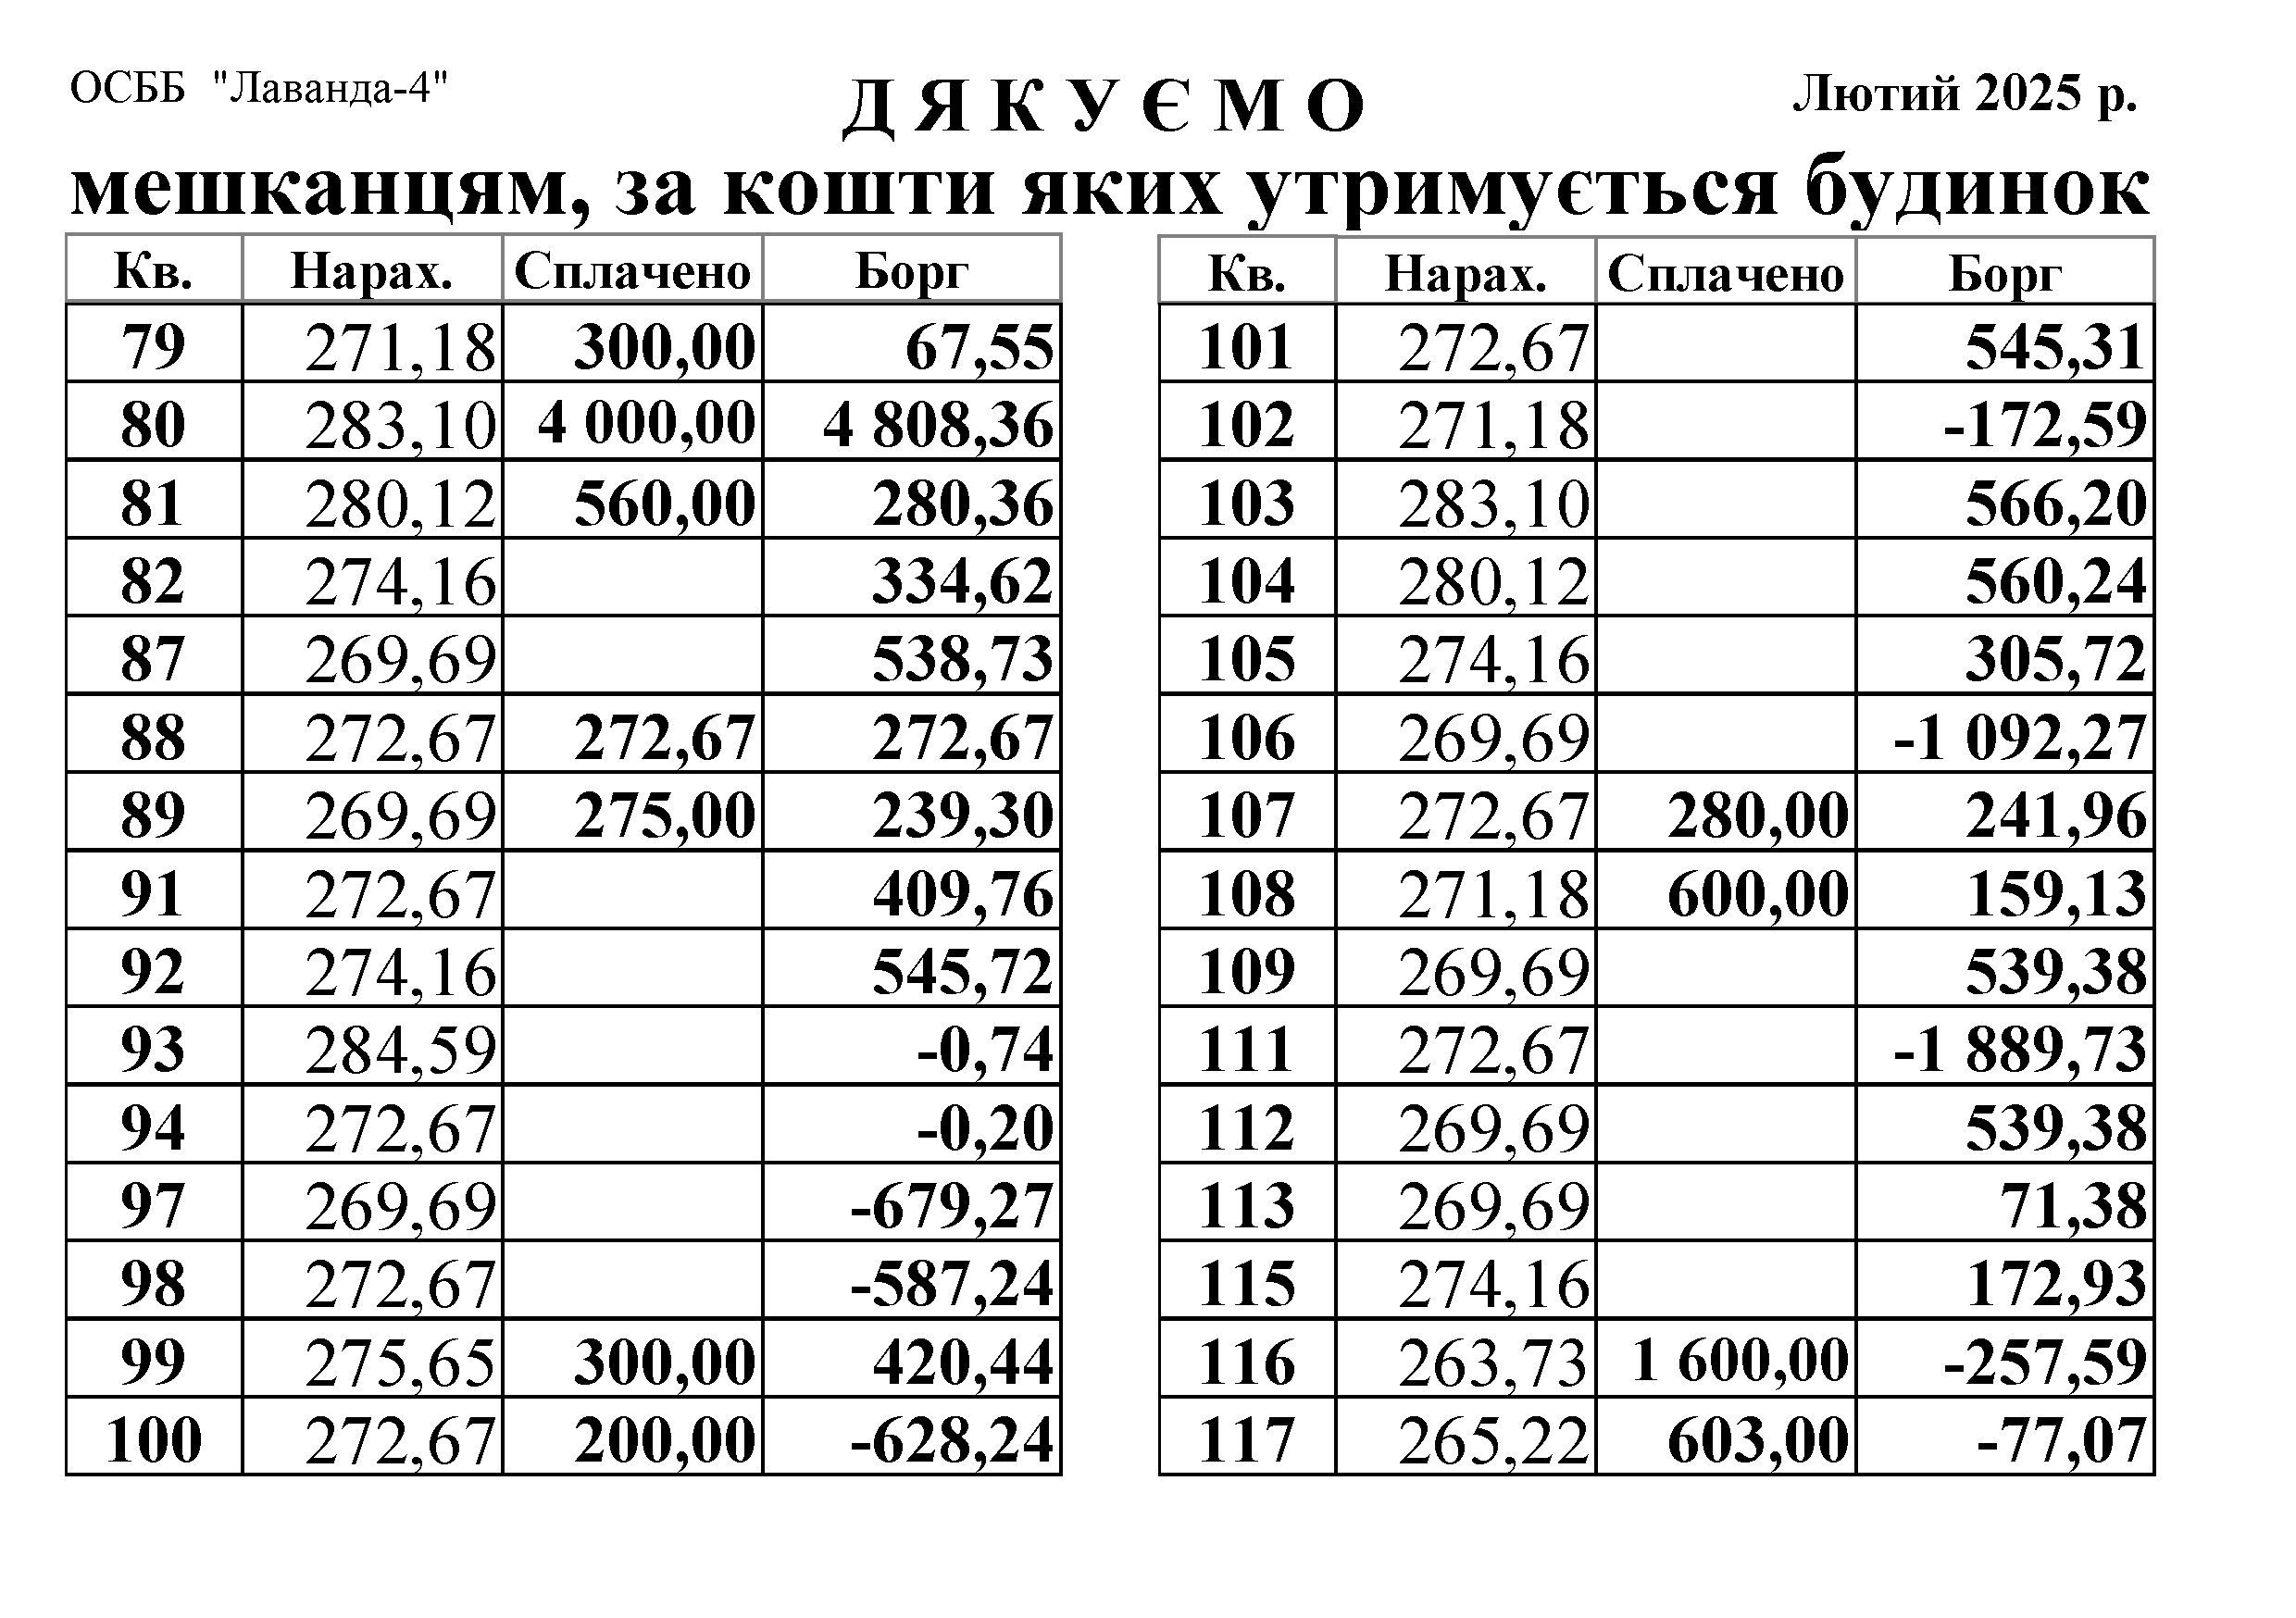 ОСББ "Лаванда-4"
Д Я К У Є М О
Лютий 2025 р.
мешканцям, за кошти яких утримується будинок
Кв. Нарах. Сплачено Борг
79 271,18 300,00 67,55
80 283,10 4 000,00 4 808,36
81 280,12 560,00 280,36
82 274,16 334,62
87 269,69 538,73
88 272,67 272,67 272,67
89 269,69 275,00 239,30
91 272,67 409,76
92 274,16 545,72
93 284,59 -0,74
94 272,67 -0,20
97 269,69 -679,27
98 272,67 -587,24
99 275,65 300,00 420,44
100 272,67 200,00 -628,24
Кв. Нарах. Сплачено Борг
101 272,67 545,31
102 271,18 -172,59
103 283,10 566,20
104 280,12 560,24
105 274,16 305,72
106 269,69 -1 092,27
107 272,67 280,00 241,96
108 271,18 600,00 159,13
109 269,69 539,38
111 272,67 -1 889,73
112 269,69 539,38
113 269,69 71,38
115 274,16 172,93
116 263,73 1 600,00 -257,59
117 265,22 603,00 -77,07